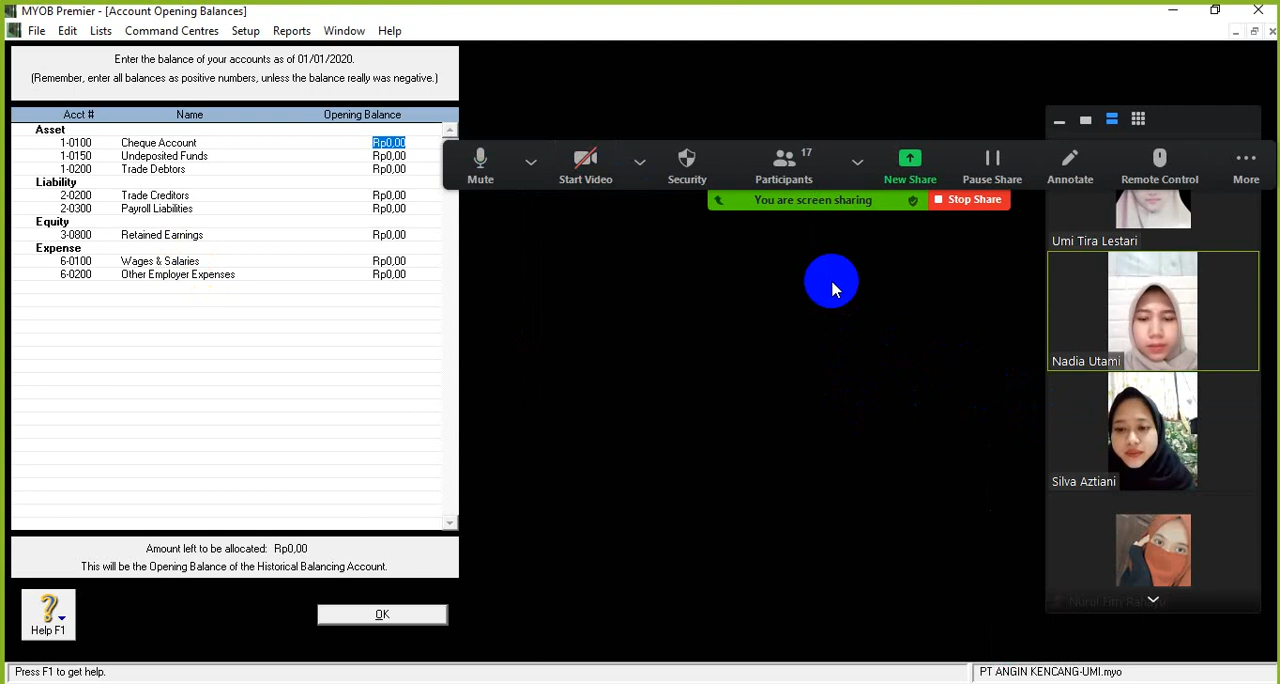 MYOB Premier - [Account Opening Balances]
File Edit Lists Command Centres Setup Reports Window Help
Enter the balance of your accounts as of 01/01/2020.
(Remember, enter all balances as positive numbers, unless the balance really was negative.)
Acct # Name Opening Balance
Asset
1-0100 Cheque Account Rp0,00
1-0150 Undeposited Funds Rp0,00
1-0200 Trade Debtors Rp0,00
Liability
2-0200 Trade Creditors Rp0,00
2-0300 Payroll Liabilities Rp0,00
Equity
3-0800 Retained Earnings Rp0,00
Expense
6-0100 Wages & Salaries Rp0,00
6-0200 Other Employer Expenses Rp0,00
Amount left to be allocated: Rp0,00
This will be the Opening Balance of the Historical Balancing Account.
Help F1
OK
Press F1 to get help.
PT ANGIN KENCANG-UMI.myo
17
Mute Start Video Security Participants New Share Pause Share Annotate Remote Control More
You are screen sharing Stop Share
Umi Tira Lestari
Nadia Utami
Silva Aztiani
Nurul Fitri